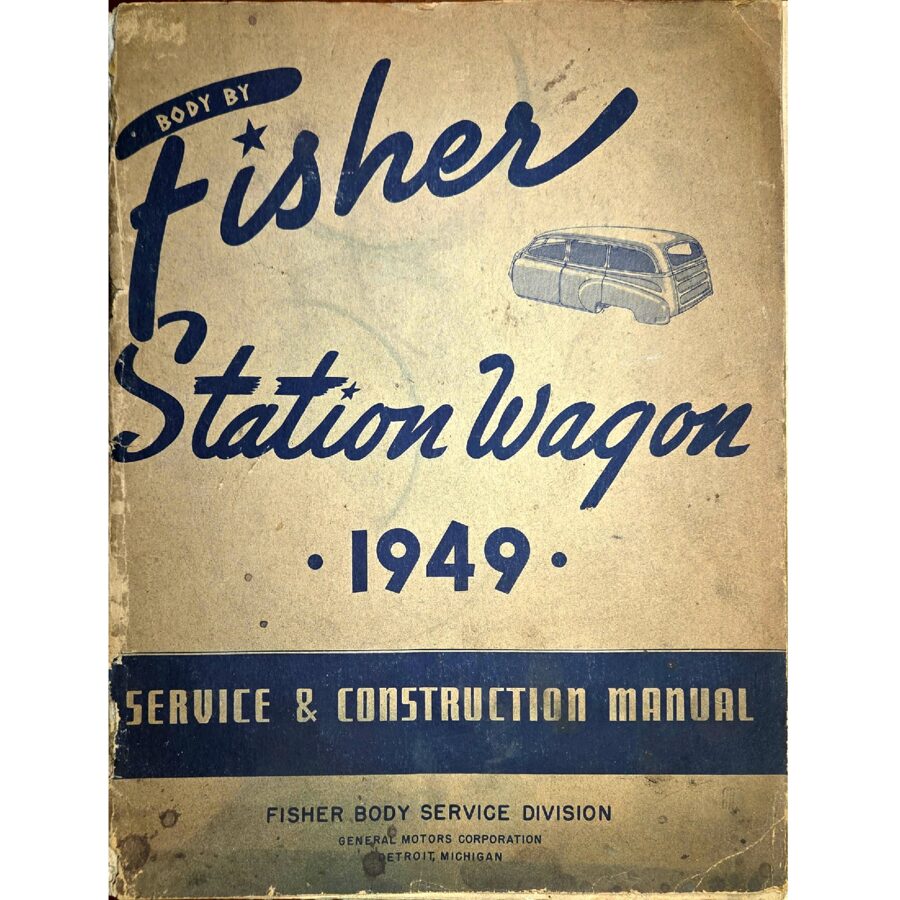 BODY BY
Fisher
Station Wagon
· 1949 ·
SERVICE & CONSTRUCTION MANUAL
FISHER BODY SERVICE DIVISION
GENERAL MOTORS CORPORATION
DETROIT, MICHIGAN